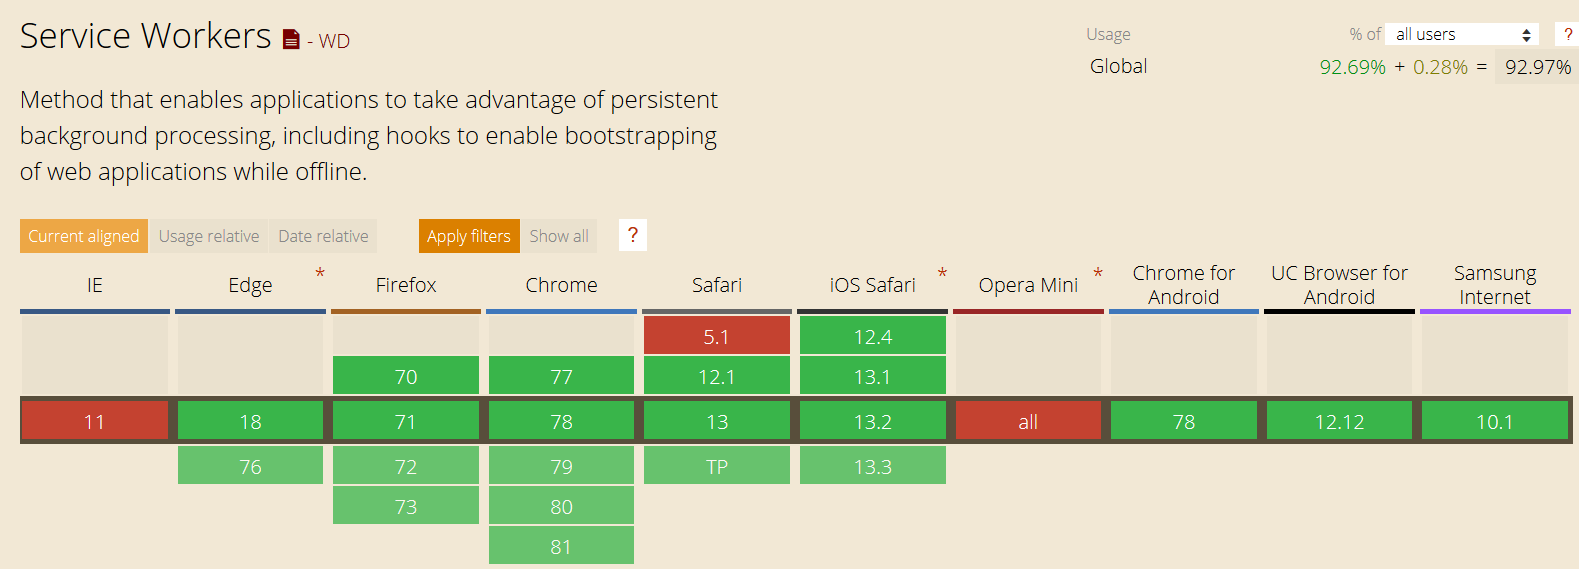 Service Workers - WD
Usage % of all users ?
Global 92.69% + 0.28% = 92.97%
Method that enables applications to take advantage of persistent
background processing, including hooks to enable bootstrapping
of web applications while offline.
Current aligned Usage relative Date relative Apply filters Show all ?
IE Edge * Firefox Chrome Safari iOS Safari * Opera Mini * Chrome for Android UC Browser for Android Samsung Internet
5.1 12.4
70 77 12.1 13.1
11 18 71 78 13 13.2 all 78 12.12 10.1
76 72 79 TP 13.3
73 80
81